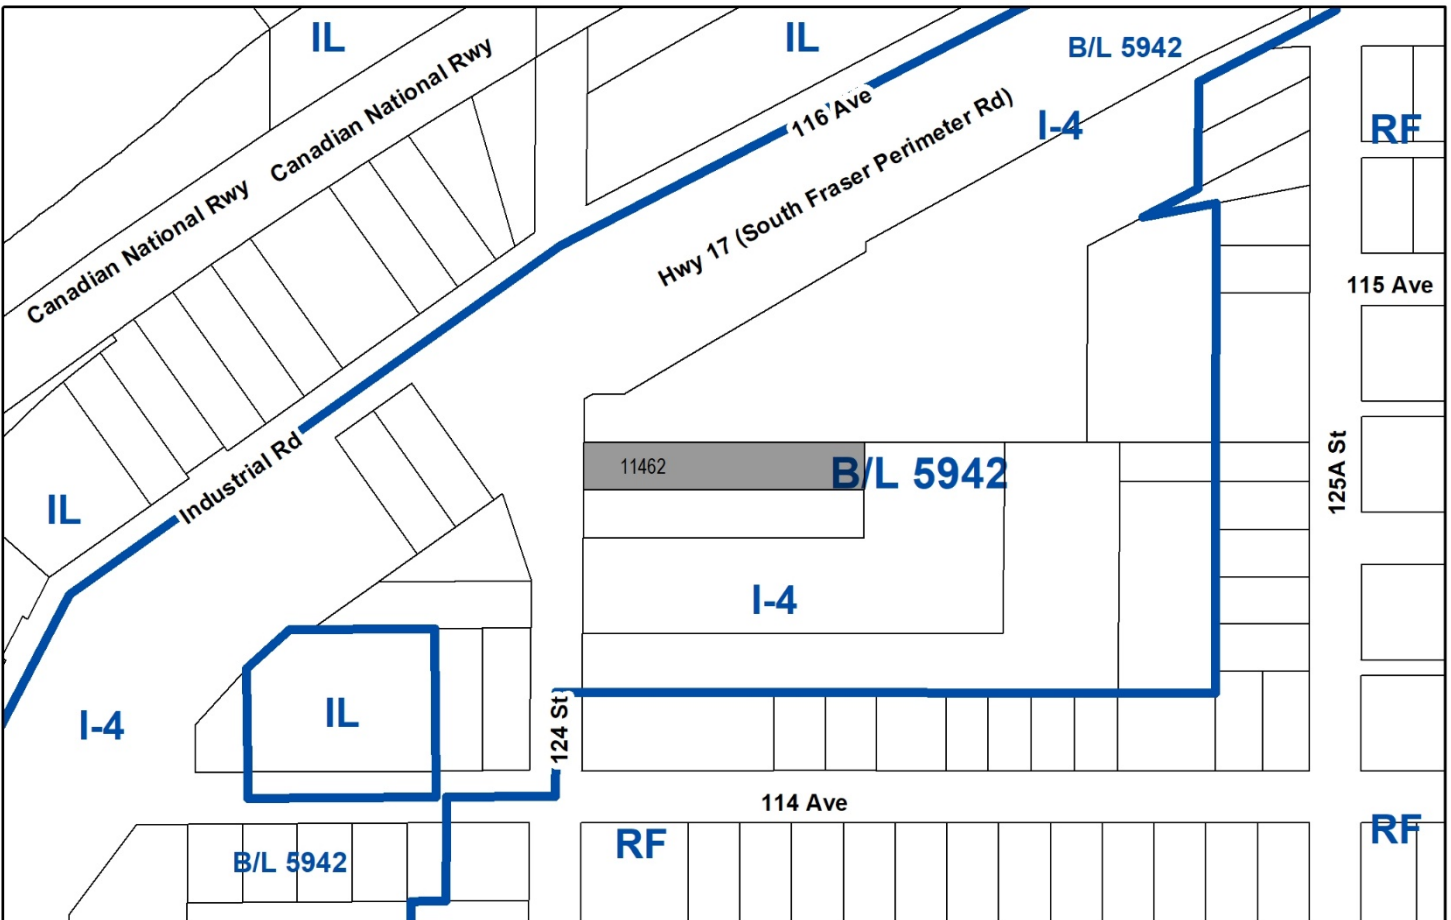 IL
IL
B/L 5942
Canadian National Rwy
116 Ave
I-4
RF
Canadian National Rwy
Hwy 17 (South Fraser Perimeter Rd)
115 Ave
Industrial Rd
11462
B/L 5942
125A St
IL
I-4
IL
I-4
124 St
114 Ave
RF
RF
B/L 5942